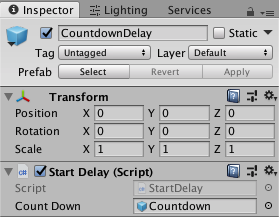 Inspector Lighting Services
CountdownDelay Static
Tag Untagged Layer Default
Prefab Select Revert Apply
Transform
Position X 0 Y 0 Z 0
Rotation X 0 Y 0 Z 0
Scale X 1 Y 1 Z 1
Start Delay (Script)
Script StartDelay
Count Down Countdown